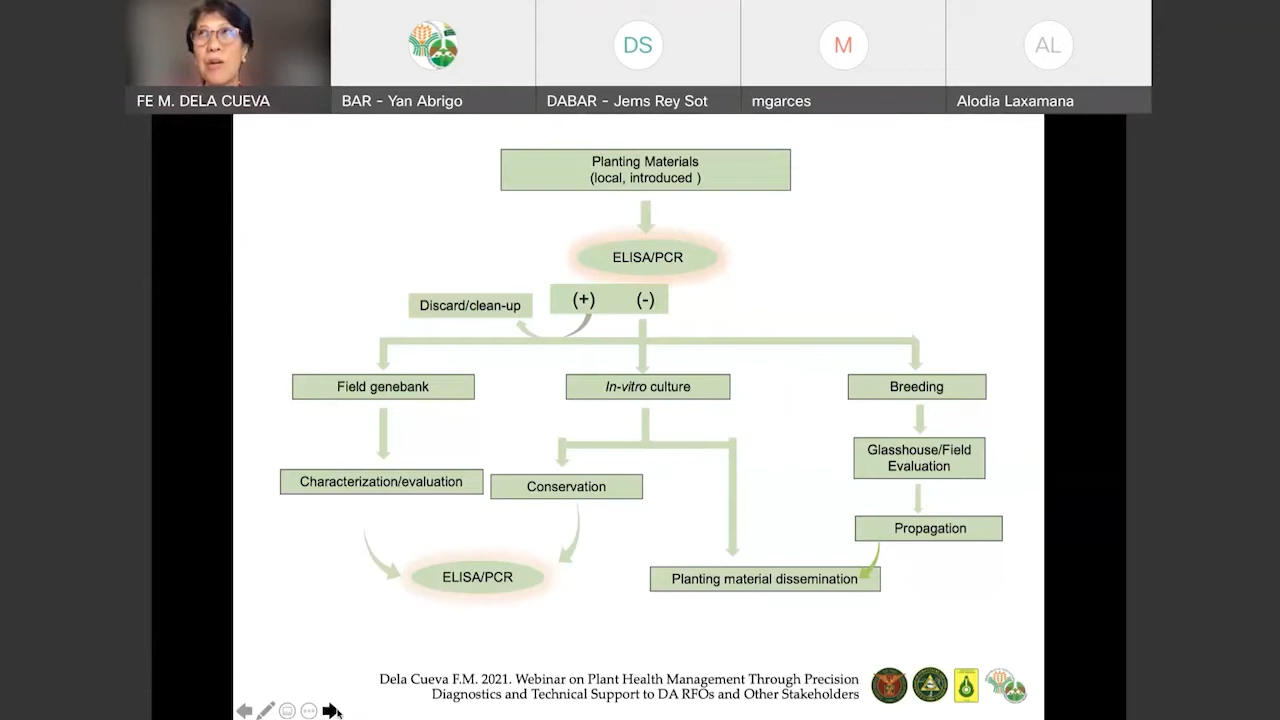 DS
M
AL
FE M. DELA CUEVA
BAR - Yan Abrigo
DABAR - Jems Rey Sot
mgarces
Alodia Laxamana
Planting Materials
(local, introduced )
ELISA/PCR
Discard/clean-up
(+) (-)
Field genebank
In-vitro culture
Breeding
Glasshouse/Field
Evaluation
Characterization/evaluation
Conservation
Propagation
ELISA/PCR
Planting material dissemination
Dela Cueva F.M. 2021. Webinar on Plant Health Management Through Precision
Diagnostics and Technical Support to DA RFOs and Other Stakeholders